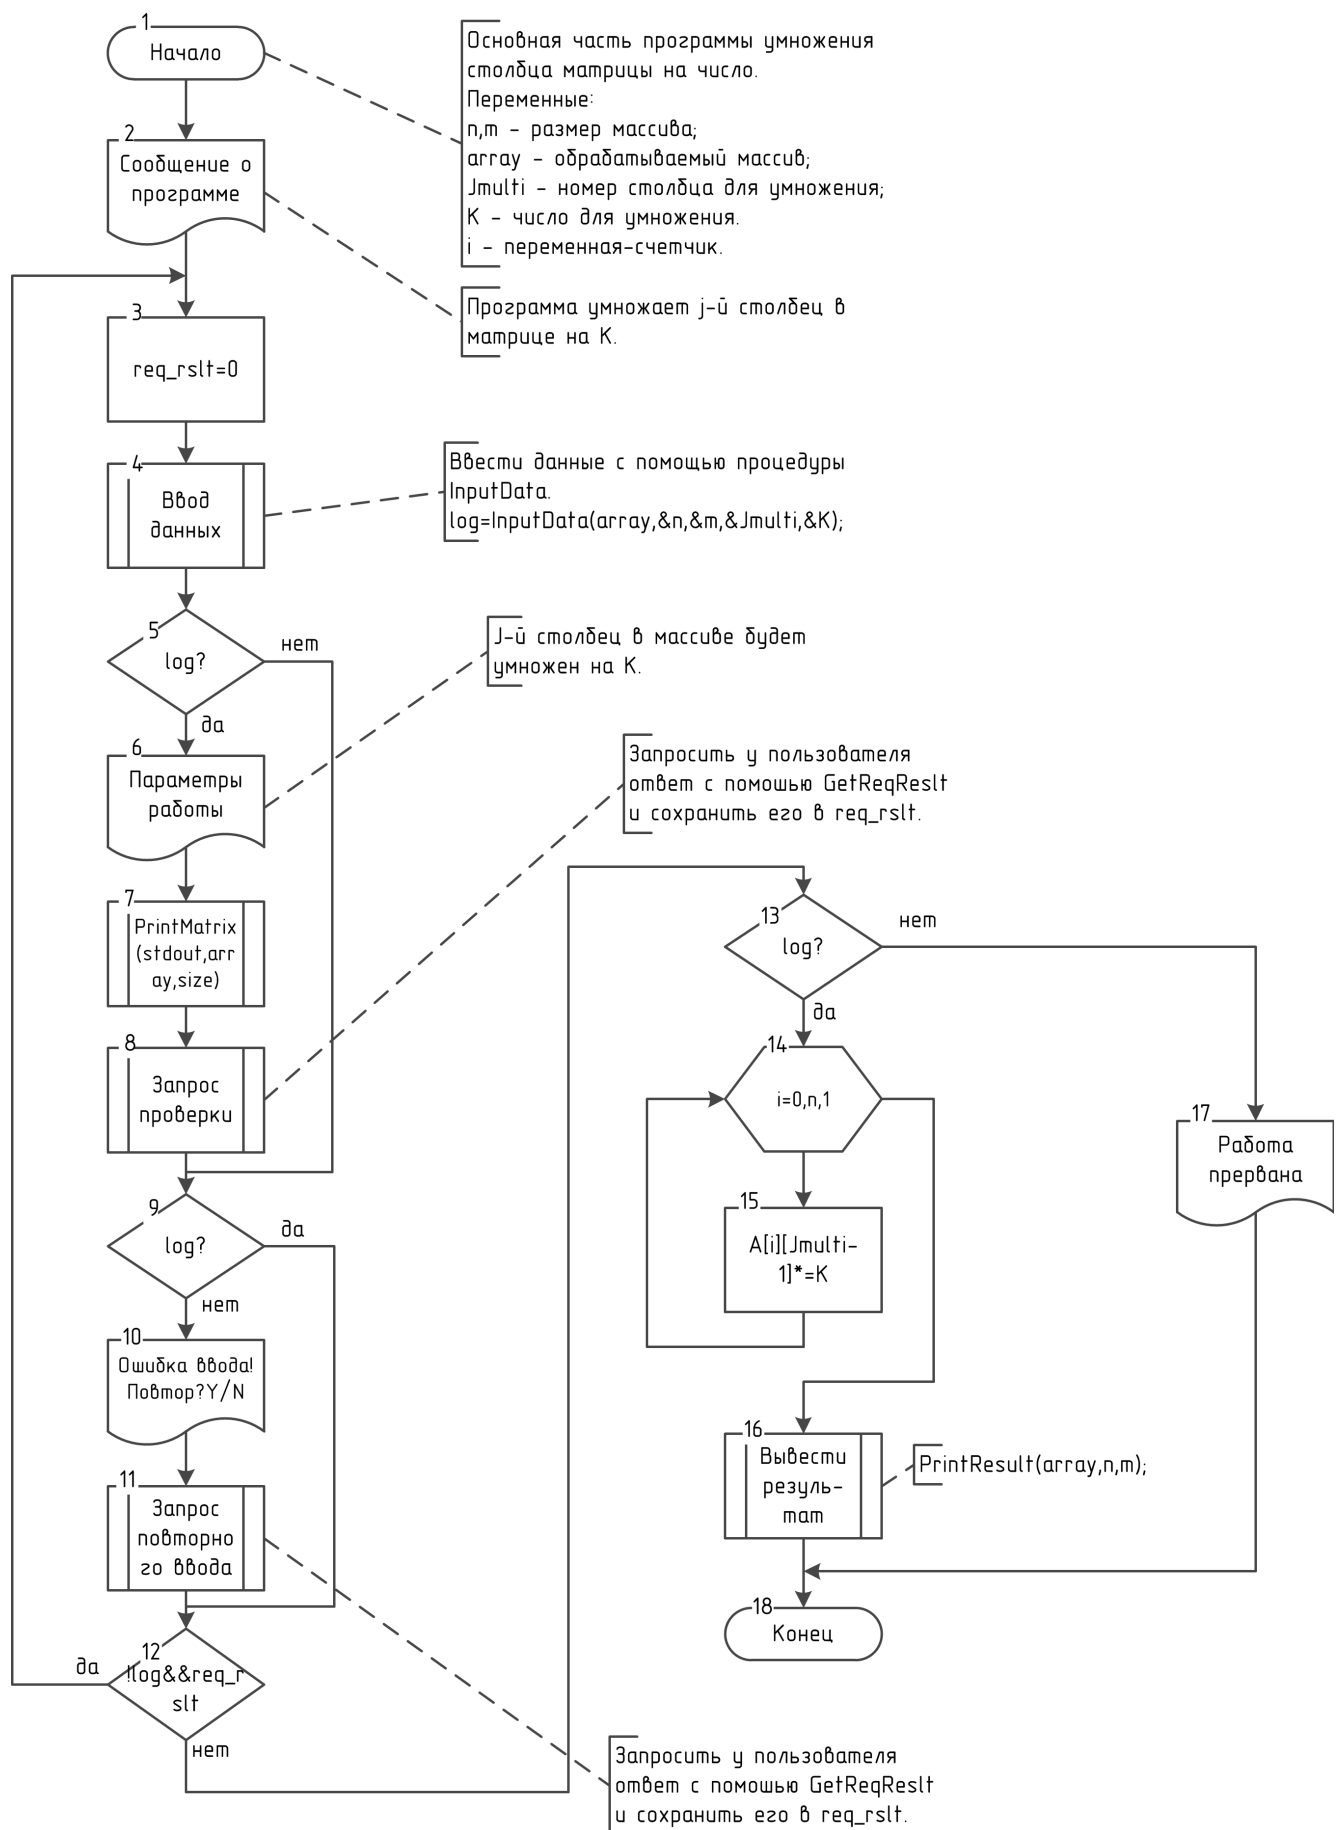 1
Начало
Основная часть программы умножения
столбца матрицы на число.
Переменные:
n,m - размер массива;
array - обрабатываемый массив;
Jmulti - номер столбца для умножения;
K - число для умножения.
i - переменная-счетчик.
2
Сообщение о
программе
Программа умножает j-й столбец в
матрице на K.
3
req_rslt=0
4
Ввод
данных
Ввести данные с помощью процедуры
InputData.
log=InputData(array,&n,&m,&Jmulti,&K);
5
log?
нет
да
J-й столбец в массиве будет
умножен на K.
6
Параметры
работы
Запросить у пользователя
ответ с помошью GetReqReslt
и сохранить его в req_rslt.
7
PrintMatrix
(stdout,arr
ay,size)
8
Запрос
проверки
9
log?
да
нет
10
Ошибка ввода!
Повтор?Y/N
11
Запрос
повторно
го ввода
12
!log&&req_r
slt
да
нет
Запросить у пользователя
ответ с помошью GetReqReslt
и сохранить его в req_rslt.
13
log?
нет
да
14
i=0,n,1
15
A[i][Jmulti-
1]*=K
16
Вывести
резуль-
тат
PrintResult(array,n,m);
17
Работа
прервана
18
Конец